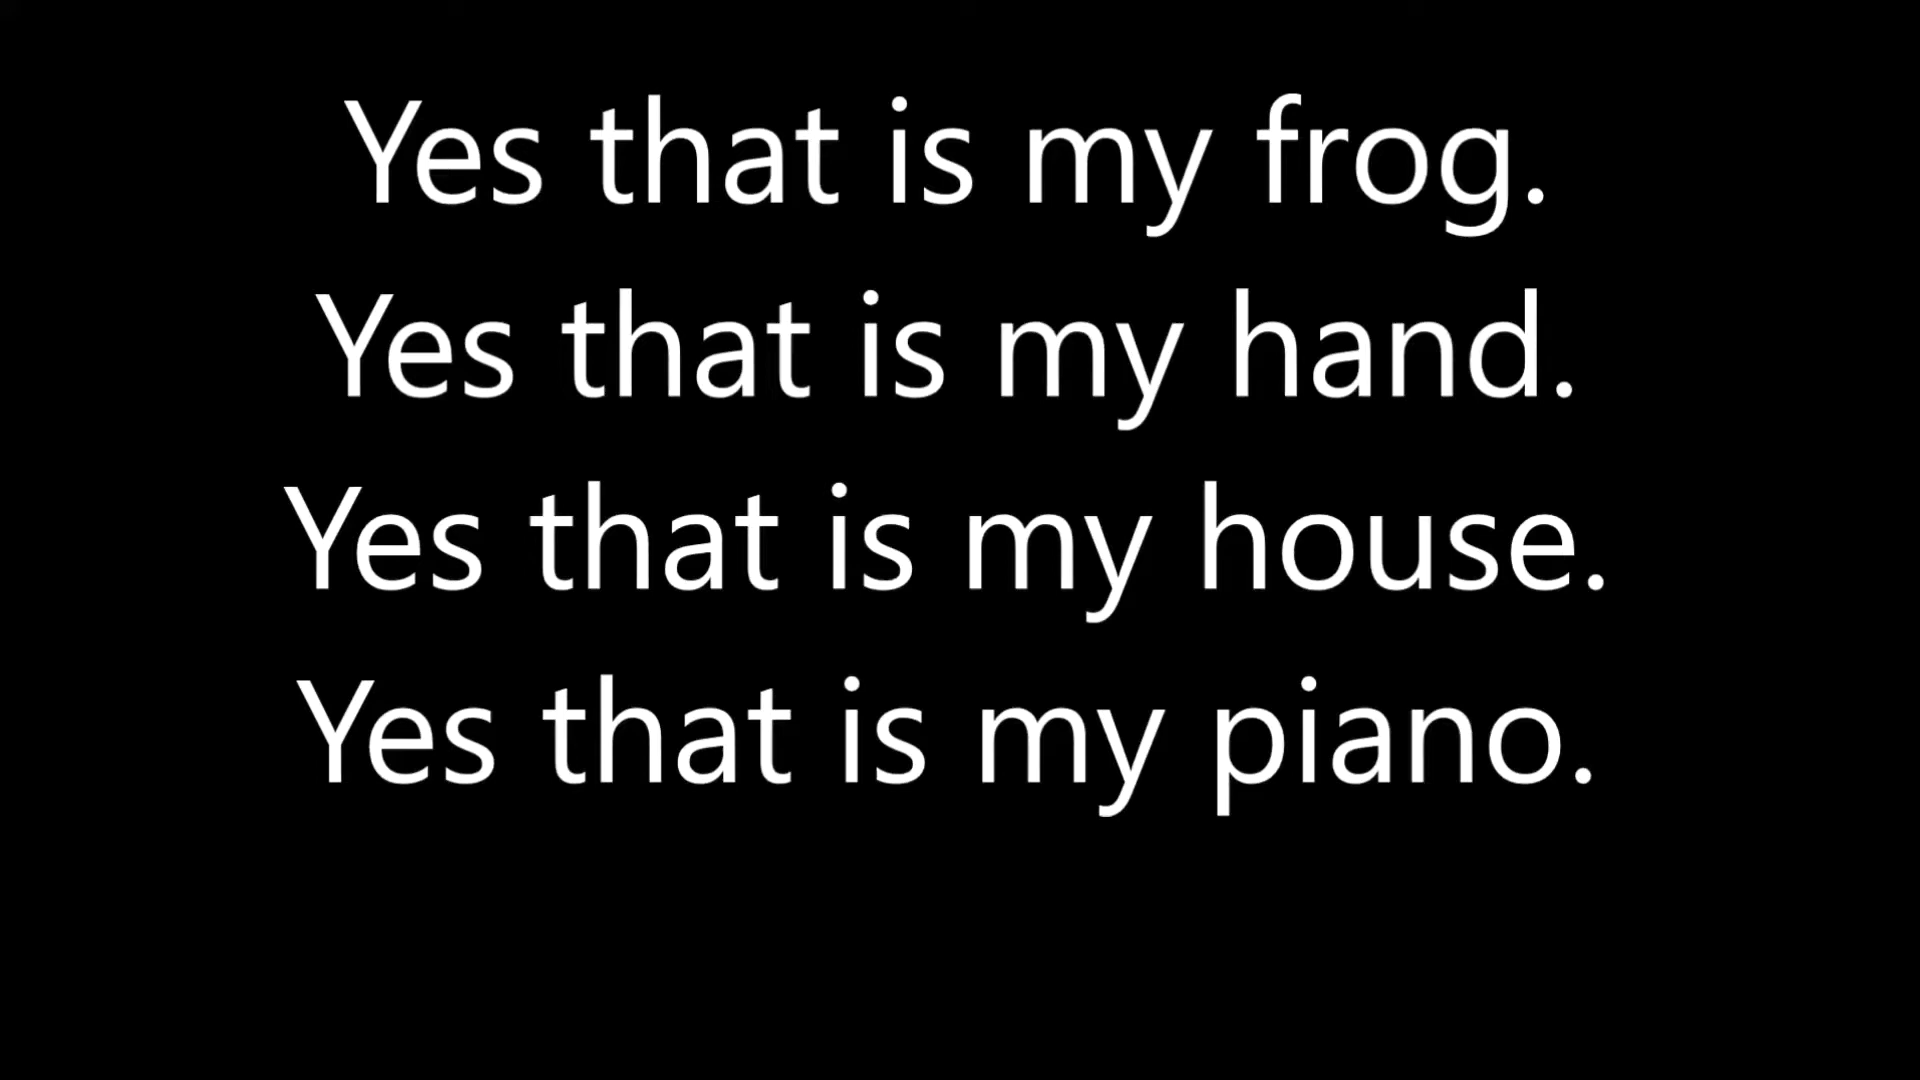 Yes that is my frog.
Yes that is my hand.
Yes that is my house.
Yes that is my piano.